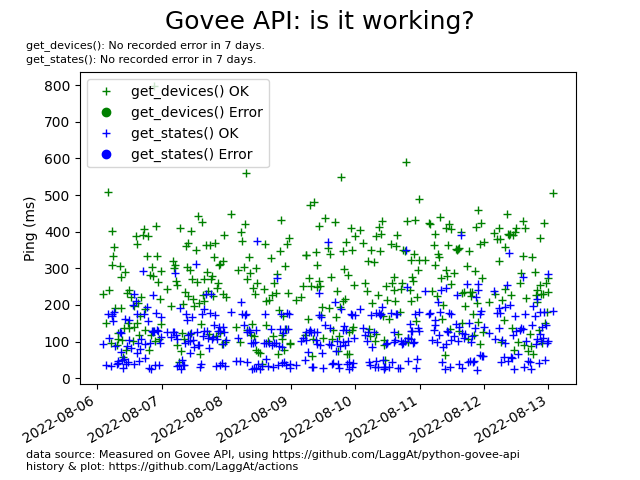 Govee API: is it working?
get_devices(): No recorded error in 7 days.
get_states(): No recorded error in 7 days.
get_devices() OK
get_devices() Error
get_states() OK
get_states() Error
Ping (ms)
800
700
600
500
400
300
200
100
0
2022-08-06
2022-08-07
2022-08-08
2022-08-09
2022-08-10
2022-08-11
2022-08-12
2022-08-13
data source: Measured on Govee API, using https://github.com/LaggAt/python-govee-api
history & plot: https://github.com/LaggAt/actions